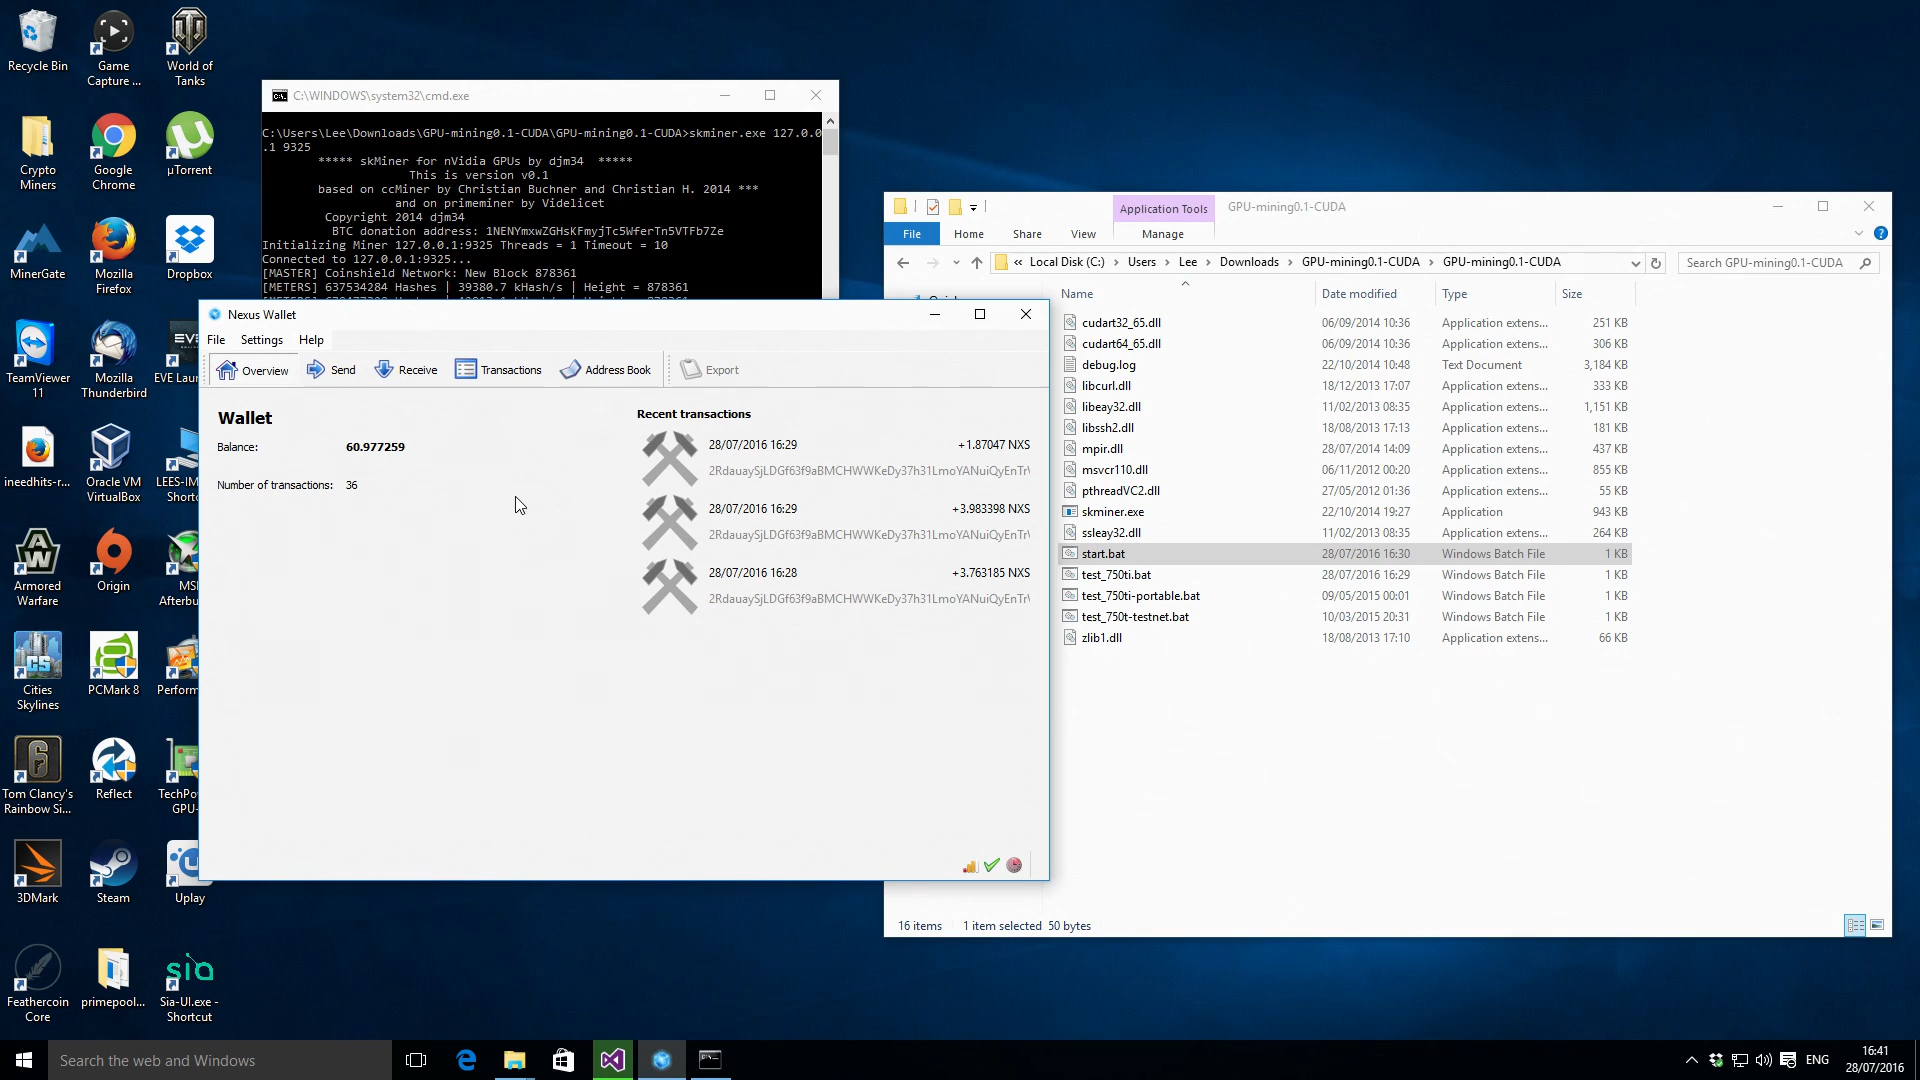 Recycle Bin
Game
Capture ...
World of
Tanks
Crypto
Miners
Google
Chrome
µTorrent
MinerGate
Mozilla
Firefox
Dropbox
TeamViewer
11
Mozilla
Thunderbird
EVE Lau
ineedhits-r...
Oracle VM
VirtualBox
LEES-IM
Shortc
AW
Armored
Warfare
Origin
MSI
Afterbu
CS
Cities
Skylines
PCMark 8
Perform
6
Tom Clancy's
Rainbow Si...
Reflect
TechPo
GPU-
3DMark
Steam
Uplay
Feathercoin
Core
primepool...
sia
Sia-UI.exe -
Shortcut
C:\WINDOWS\system32\cmd.exe
C:\Users\Lee\Downloads\GPU-mining0.1-CUDA\GPU-mining0.1-CUDA>skminer.exe 127.0.0
.1 9325
***** skMiner for nVidia GPUs by djm34 *****
This is version v0.1
based on ccMiner by Christian Buchner and Christian H. 2014 ***
and on primeminer by Videlicet
Copyright 2014 djm34
BTC donation address: 1NENYmxwZGHsKFmyjTc5WferTn5VTFb7Ze
Initializing Miner 127.0.0.1:9325 Threads = 1 Timeout = 10
Connected to 127.0.0.1:9325...
[MASTER] Coinshield Network: New Block 878361
[METERS] 637534284 Hashes | 39380.7 kHash/s | Height = 878361
Nexus Wallet
File Settings Help
Overview Send Receive Transactions Address Book Export
Wallet
Balance: 60.977259
Number of transactions: 36
Recent transactions
28/07/2016 16:29 +1.87047 NXS
2RdauaySjLDGf63f9aBMCHWWKeDy37h31LmoYANuiQyEnTr
28/07/2016 16:29 +3.983398 NXS
2RdauaySjLDGf63f9aBMCHWWKeDy37h31LmoYANuiQyEnTr
28/07/2016 16:28 +3.763185 NXS
2RdauaySjLDGf63f9aBMCHWWKeDy37h31LmoYANuiQyEnTr
Application Tools GPU-mining0.1-CUDA
File Home Share View Manage
« Local Disk (C:) Users Lee Downloads GPU-mining0.1-CUDA GPU-mining0.1-CUDA
Search GPU-mining0.1-CUDA
Name Date modified Type Size
cudart32_65.dll 06/09/2014 10:36 Application extens... 251 KB
cudart64_65.dll 06/09/2014 10:36 Application extens... 306 KB
debug.log 22/10/2014 10:48 Text Document 3,184 KB
libcurl.dll 18/12/2013 17:07 Application extens... 333 KB
libeay32.dll 11/02/2013 08:35 Application extens... 1,151 KB
libssh2.dll 18/08/2013 17:13 Application extens... 181 KB
mpir.dll 28/07/2014 14:09 Application extens... 437 KB
msvcr110.dll 06/11/2012 00:20 Application extens... 855 KB
pthreadVC2.dll 27/05/2012 01:36 Application extens... 55 KB
skminer.exe 22/10/2014 19:27 Application 943 KB
ssleay32.dll 11/02/2013 08:35 Application extens... 264 KB
start.bat 28/07/2016 16:30 Windows Batch File 1 KB
test_750ti.bat 28/07/2016 16:29 Windows Batch File 1 KB
test_750ti-portable.bat 09/05/2015 00:01 Windows Batch File 1 KB
test_750t-testnet.bat 10/03/2015 20:31 Windows Batch File 1 KB
zlib1.dll 18/08/2013 17:10 Application extens... 66 KB
16 items 1 item selected 50 bytes
Search the web and Windows
ENG
16:41
28/07/2016